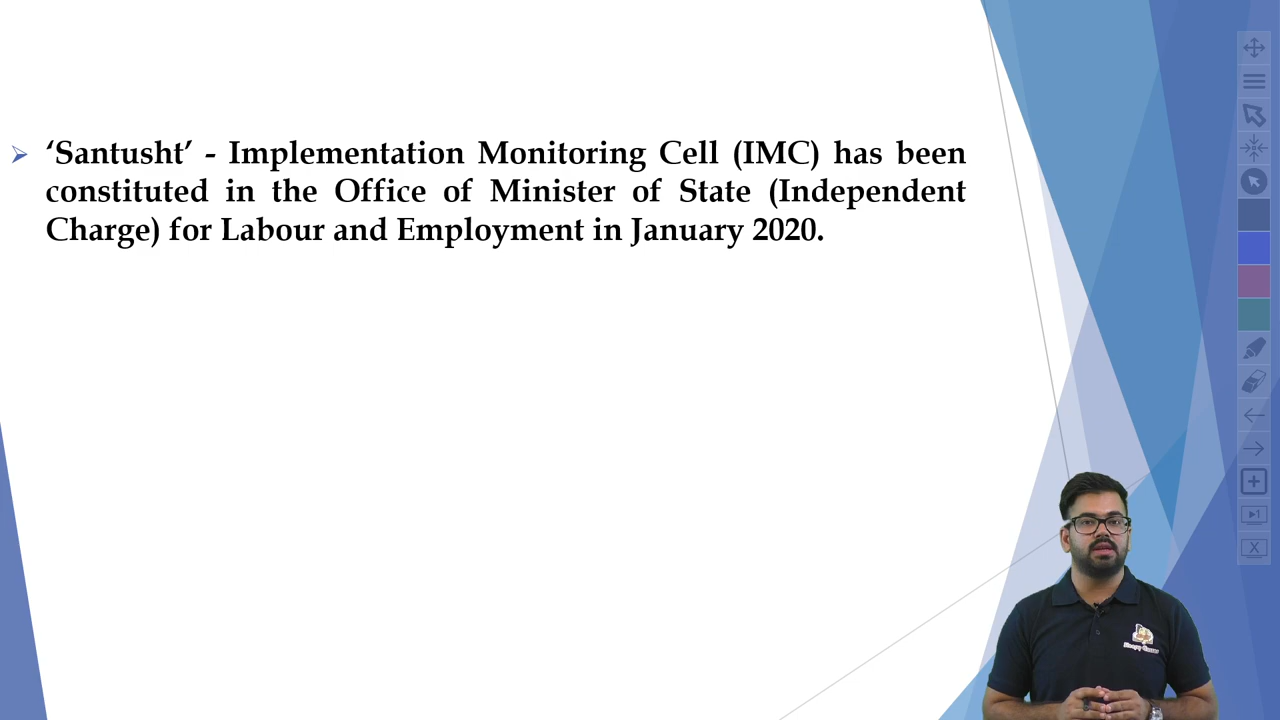 ‘Santusht’ - Implementation Monitoring Cell (IMC) has been
constituted in the Office of Minister of State (Independent
Charge) for Labour and Employment in January 2020.